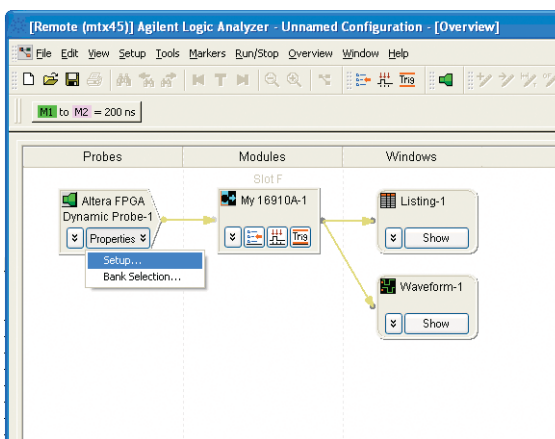 [Remote (mtx45)] Agilent Logic Analyzer - Unnamed Configuration - [Overview]
File Edit View Setup Tools Markers Run/Stop Overview Window Help
T Trig
M1 to M2 = 200 ns
Probes Modules Windows
Slot F
Altera FPGA Dynamic Probe-1
My 16910A-1
Listing-1
Properties
Trig
Show
Setup...
Bank Selection...
Waveform-1
Show